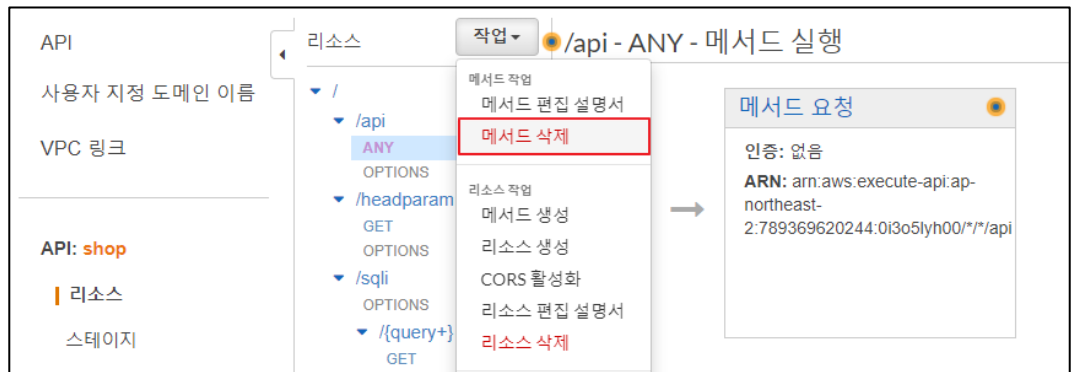 API
사용자 지정 도메인 이름
VPC 링크
API: shop
리소스
스테이지
리소스
/
/api
ANY
OPTIONS
/headparam
GET
OPTIONS
/sqli
OPTIONS
/{query+}
GET
작업
메서드 작업
메서드 편집 설명서
메서드 삭제
리소스 작업
메서드 생성
리소스 생성
CORS 활성화
리소스 편집 설명서
리소스 삭제
/api - ANY - 메서드 실행
메서드 요청
인증: 없음
ARN: arn:aws:execute-api:ap-
northeast-
2:789369620244:0i3o5lyh00/*/*/api